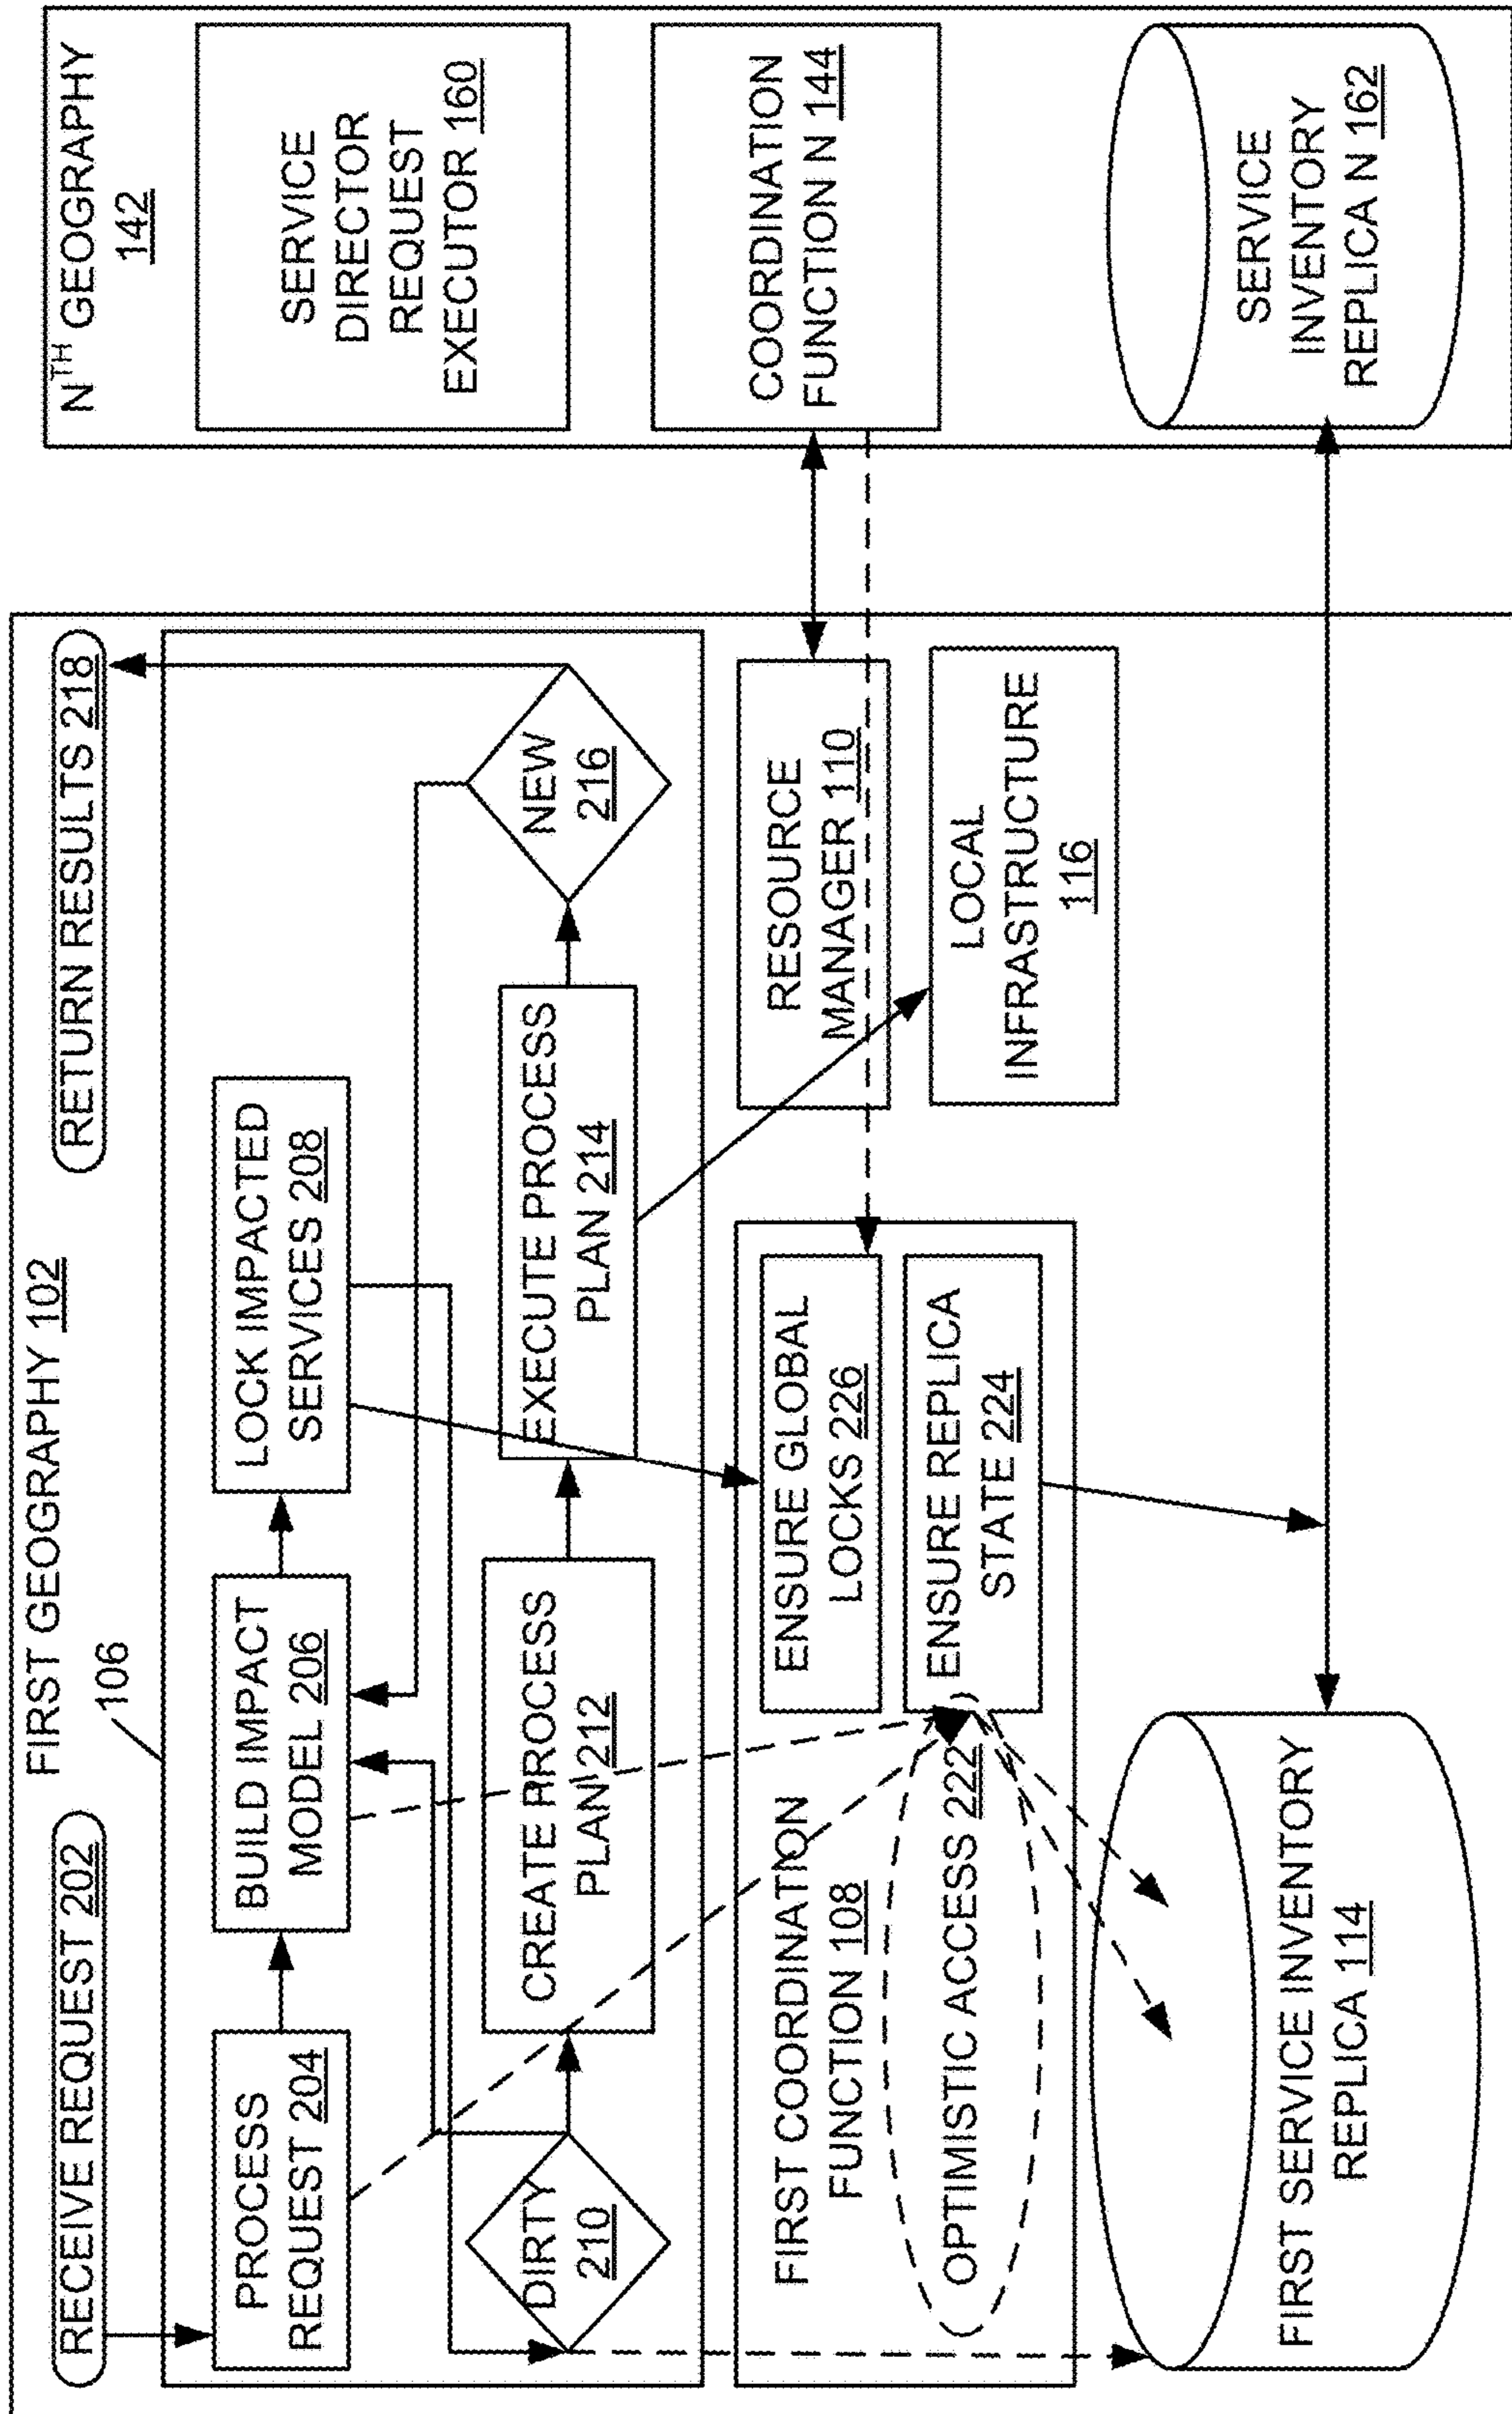 FIRST GEOGRAPHY 102
106
RECEIVE REQUEST 202
RETURN RESULTS 218
PROCESS
REQUEST 204
BUILD IMPACT
MODEL 206
LOCK IMPACTED
SERVICES 208
DIRTY
210
CREATE PROCESS
PLAN 212
EXECUTE PROCESS
PLAN 214
NEW
216
FIRST COORDINATION
FUNCTION 108
OPTIMISTIC ACCESS 222
ENSURE GLOBAL
LOCKS 226
ENSURE REPLICA
STATE 224
RESOURCE
MANAGER 110
LOCAL
INFRASTRUCTURE
116
FIRST SERVICE INVENTORY
REPLICA 114
NTH GEOGRAPHY
142
SERVICE
DIRECTOR
REQUEST
EXECUTOR 160
COORDINATION
FUNCTION N 144
SERVICE
INVENTORY
REPLICA N 162